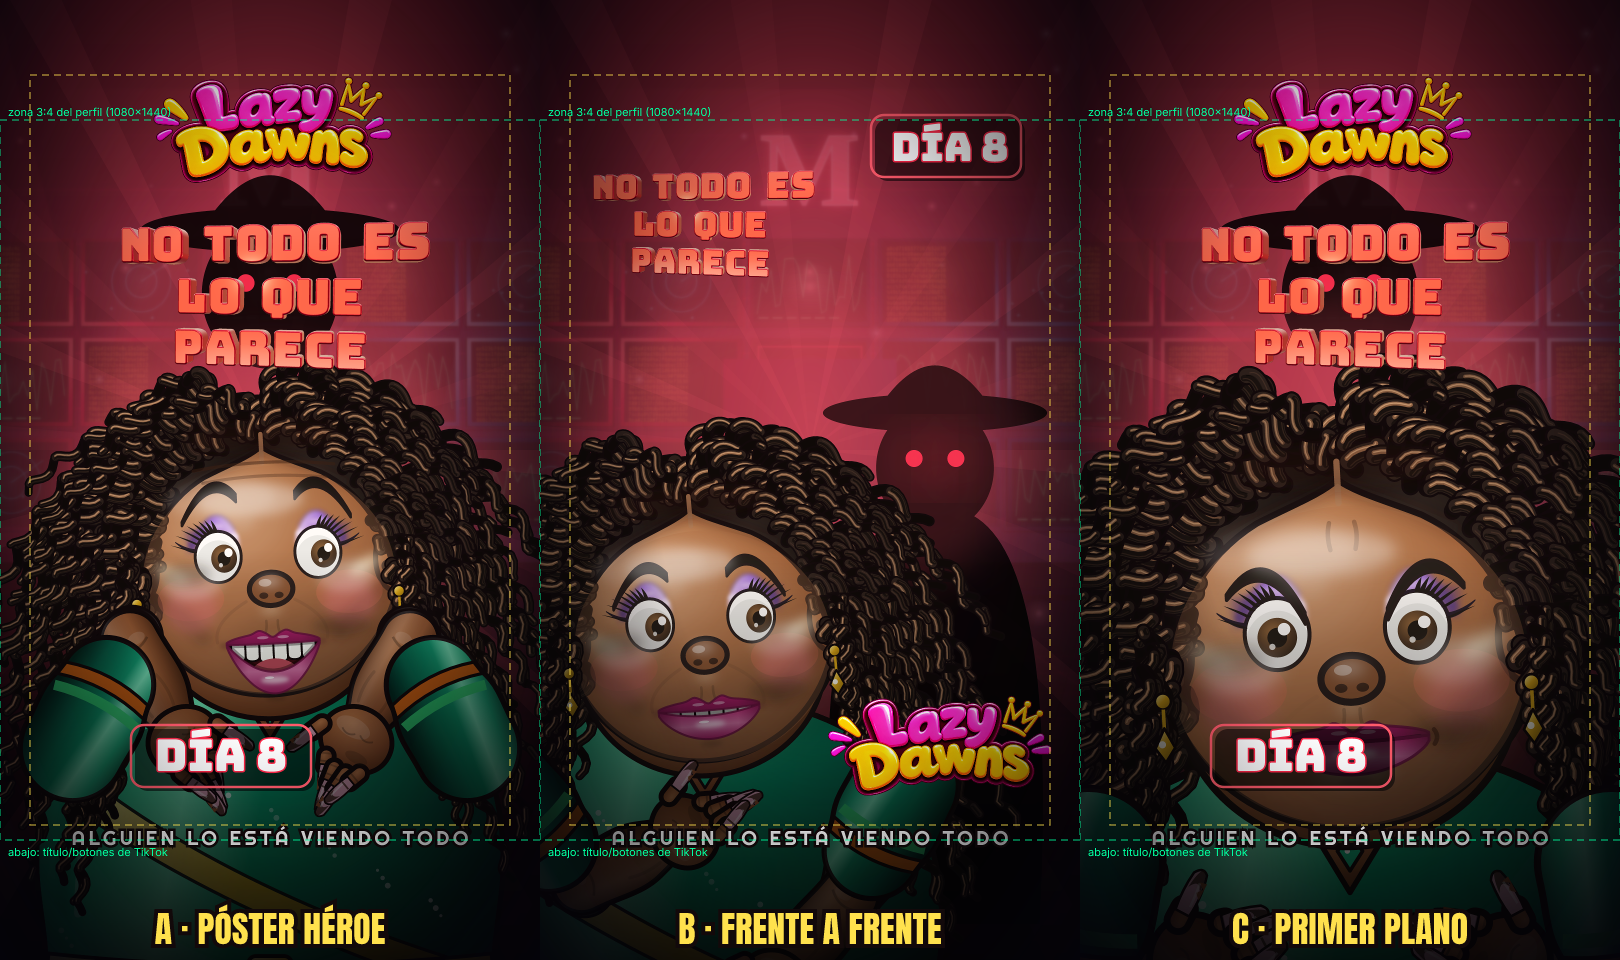 zona 3:4 del perfil (1080×1440)
Lazy
Dawns
NO TODO ES
LO QUE
PARECE
DÍA 8
ALGUIEN LO ESTÁ VIENDO TODO
abajo: título/botones de TikTok
A · PÓSTER HÉROE
zona 3:4 del perfil (1080×1440)
M
DÍA 8
NO TODO ES
LO QUE
PARECE
Lazy
Dawns
ALGUIEN LO ESTÁ VIENDO TODO
abajo: título/botones de TikTok
B · FRENTE A FRENTE
zona 3:4 del perfil (1080×1440)
Lazy
Dawns
NO TODO ES
LO QUE
PARECE
DÍA 8
ALGUIEN LO ESTÁ VIENDO TODO
abajo: título/botones de TikTok
C · PRIMER PLANO